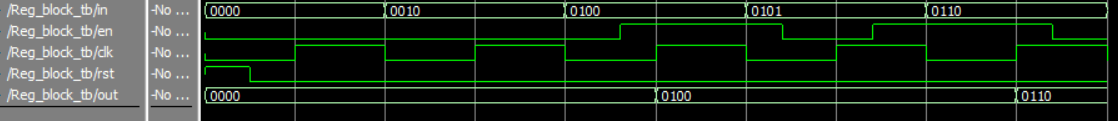 /Reg_block_tb/in -No ... 0000 0010 0100 0101 0110
/Reg_block_tb/en -No ...
/Reg_block_tb/clk -No ...
/Reg_block_tb/rst -No ...
/Reg_block_tb/out -No ... 0000 0100 0110